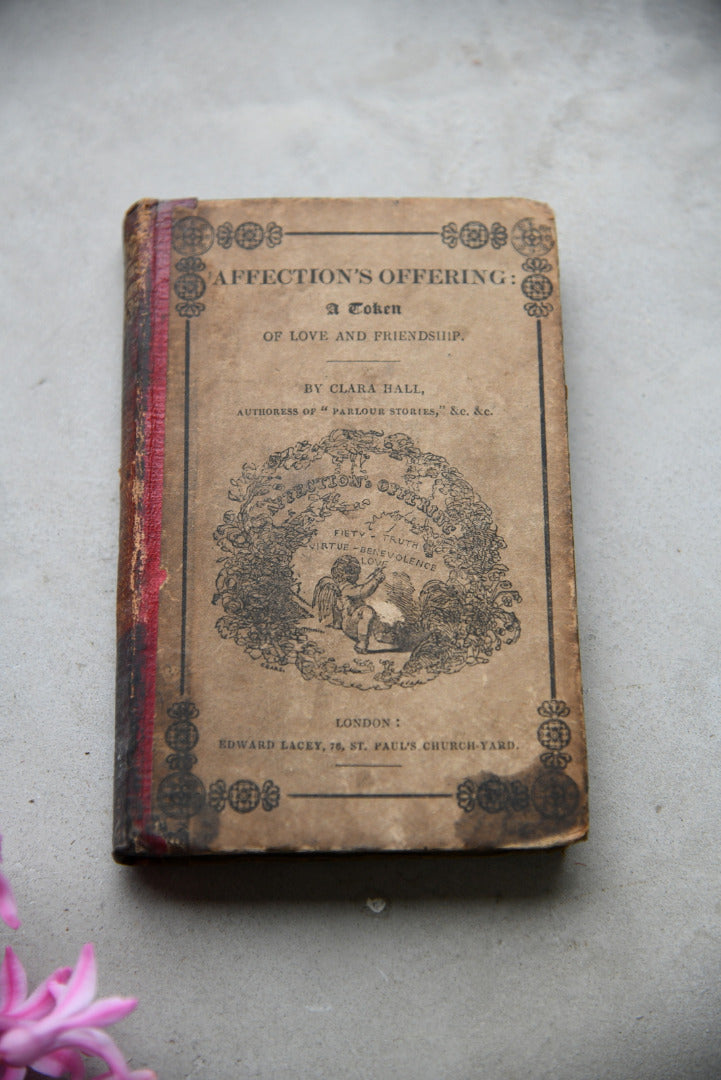 AFFECTION'S OFFERING:
A Token
OF LOVE AND FRIENDSHIP.
BY CLARA HALL,
AUTHORESS OF "PARLOUR STORIES," &c. &c.
AFFECTION'S OFFERING
PIETY - TRUTH
VIRTUE - BENEVOLENCE
LOVE
LONDON:
EDWARD LACEY, 76, ST. PAUL'S CHURCH-YARD.